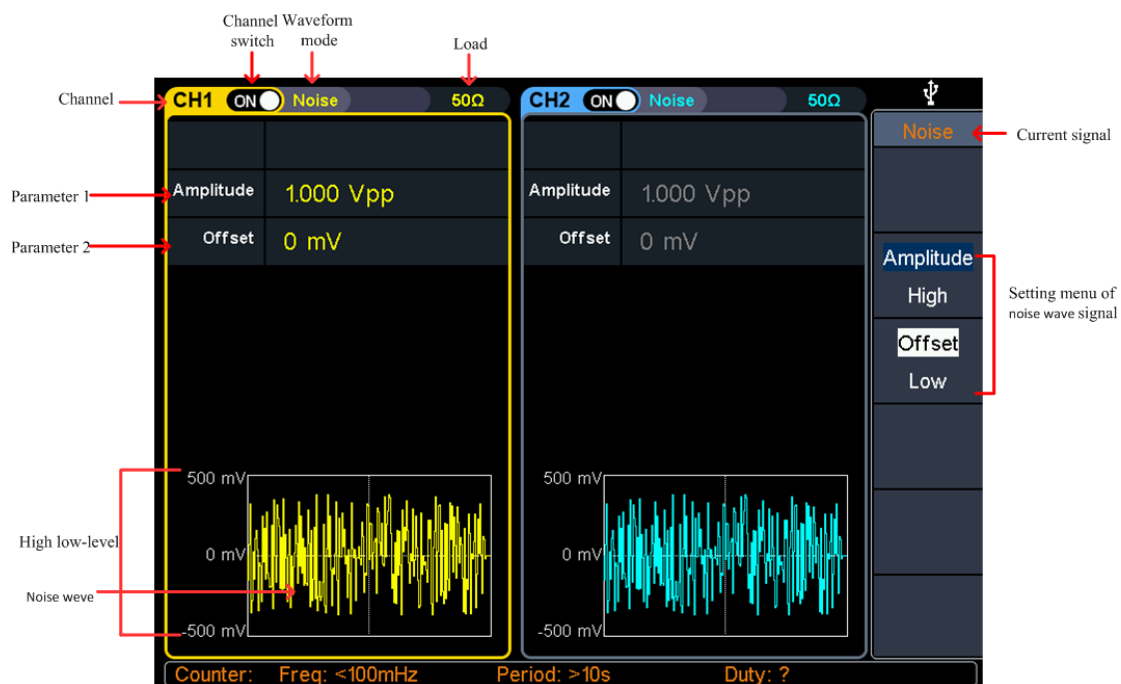 Channel Waveform
switch mode
Load
Channel
CH1 ON Noise 50Ω
CH2 ON Noise 50Ω
Noise
Current signal
Parameter 1
Amplitude 1.000 Vpp
Amplitude 1.000 Vpp
Parameter 2
Offset 0 mV
Offset 0 mV
Amplitude
High
Offset
Low
Setting menu of
noise wave signal
500 mV
0 mV
-500 mV
500 mV
0 mV
-500 mV
High low-level
Noise weve
Counter: Freq: <100mHz Period: >10s Duty: ?